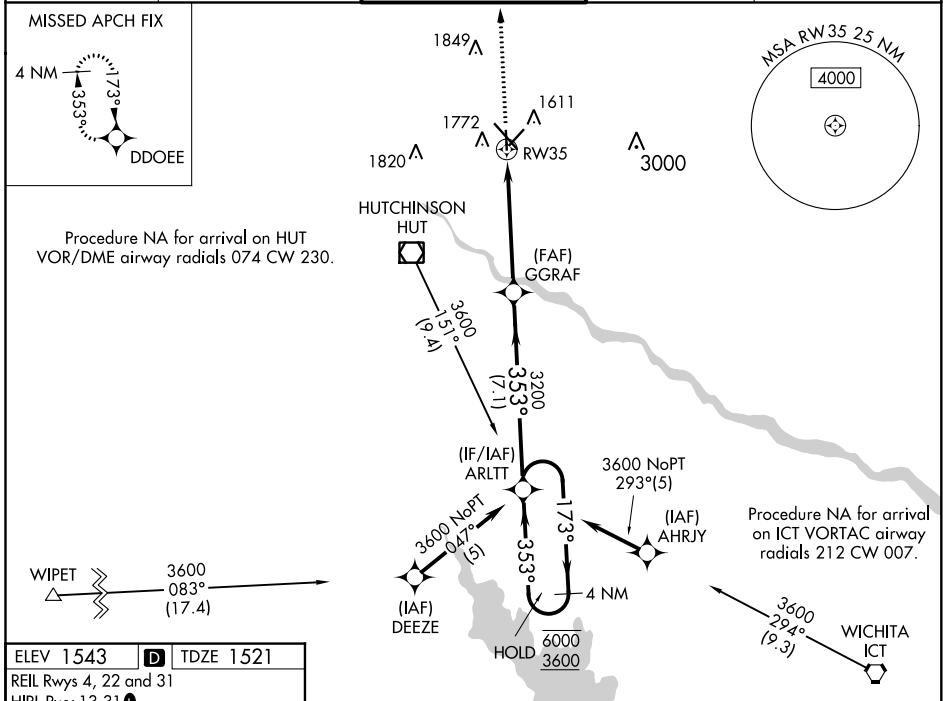 MISSED APCH FIX
4 NM
353°
173°
DDOEE
1849
1611
1772
1820
RW35
3000
MSA RW35 25 NM
4000
HUTCHINSON
HUT
Procedure NA for arrival on HUT
VOR/DME airway radials 074 CW 230.
(FAF)
GGRAF
3600
151°
(9.4)
3200
353°
(7.1)
(IF/IAF)
ARLTT
3600 NoPT
293°(5)
(IAF)
AHRJY
Procedure NA for arrival
on ICT VORTAC airway
radials 212 CW 007.
3600 NoPT
047°
(5)
353°
173°
WIPET
3600
083°
(17.4)
(IAF)
DEEZE
4 NM
HOLD
6000
3600
3600
294°
(9.3)
WICHITA
ICT
ELEV 1543 D TDZE 1521
REIL Rwys 4, 22 and 31
HIRL Rwy 13-31 L